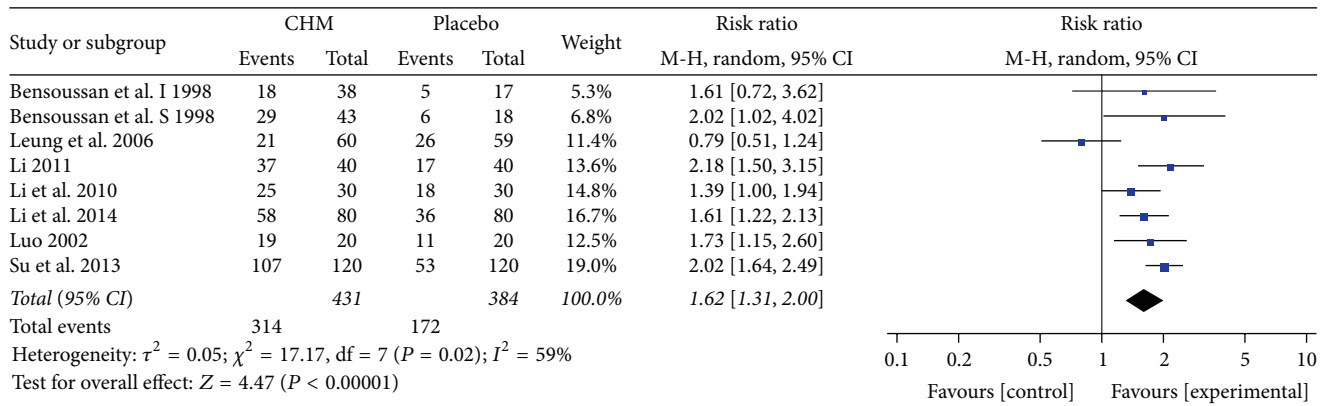 CHM Placebo Risk ratio Risk ratio
Study or subgroup Weight
Events Total Events Total M-H, random, 95% CI M-H, random, 95% CI
Bensoussan et al. I 1998 18 38 5 17 5.3% 1.61 [0.72, 3.62]
Bensoussan et al. S 1998 29 43 6 18 6.8% 2.02 [1.02, 4.02]
Leung et al. 2006 21 60 26 59 11.4% 0.79 [0.51, 1.24]
Li 2011 37 40 17 40 13.6% 2.18 [1.50, 3.15]
Li et al. 2010 25 30 18 30 14.8% 1.39 [1.00, 1.94]
Li et al. 2014 58 80 36 80 16.7% 1.61 [1.22, 2.13]
Luo 2002 19 20 11 20 12.5% 1.73 [1.15, 2.60]
Su et al. 2013 107 120 53 120 19.0% 2.02 [1.64, 2.49]
Total (95% CI) 431 384 100.0% 1.62 [1.31, 2.00]
Total events 314 172
Heterogeneity: τ² = 0.05; χ² = 17.17, df = 7 (P = 0.02); I² = 59%
Test for overall effect: Z = 4.47 (P < 0.00001)
0.1 0.5 1 2 5 10
Favours [control] Favours [experimental]